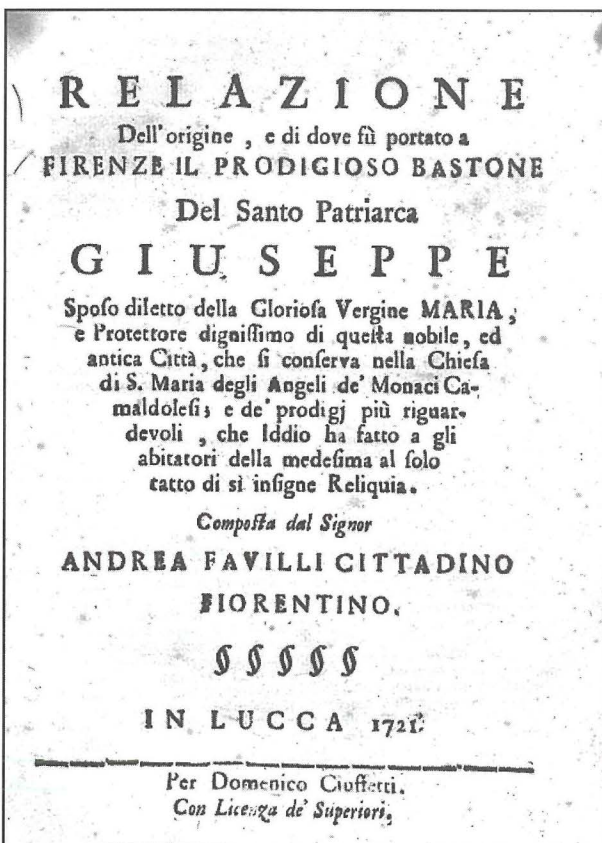 RELAZIONE
Dell'origine, e di dove fù portato a
FIRENZE IL PRODIGIOSO BASTONE
Del Santo Patriarca
GIUSEPPE
Spoſo diletto della Glorioſa Vergine MARIA,
e Protettore digniſſimo di queſta nobile, ed
antica Città, che ſi conſerva nella Chieſa
di S. Maria degli Angeli de' Monaci Ca-
maldoleſi; e de' prodigj più riguar-
devoli, che Iddio ha fatto a gli
abitatori della medeſima al ſolo
tatto di sì inſigne Reliquia.
Compoſta dal Signor
ANDREA FAVILLI CITTADINO
FIORENTINO.
§ § § § §
IN LUCCA 1721.
Per Domenico Ciuffetti.
Con Licenza de' Superiori.